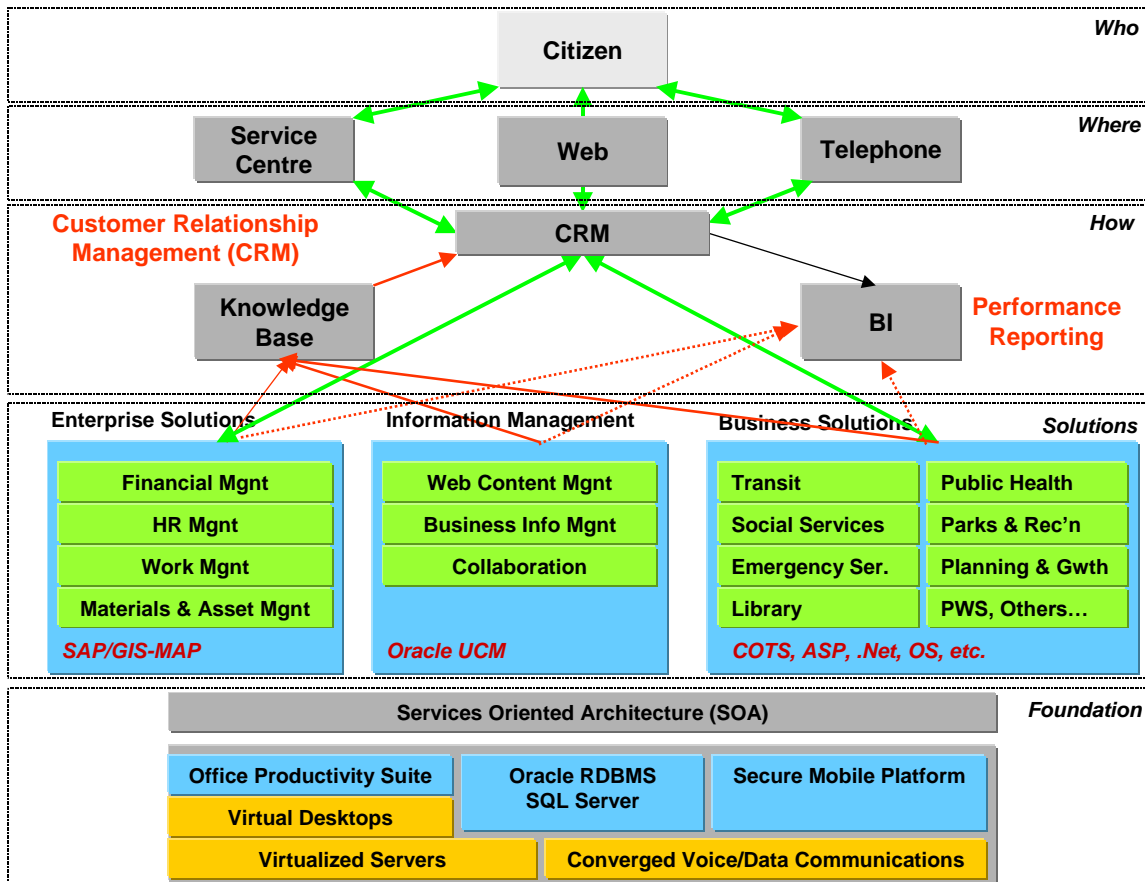 Who
Citizen
Where
Service
Centre
Web
Telephone
How
Customer Relationship
Management (CRM)
CRM
Knowledge
Base
BI
Performance
Reporting
Enterprise Solutions
Information Management
Business Solutions
Solutions
Financial Mgnt
HR Mgnt
Work Mgnt
Materials & Asset Mgnt
SAP/GIS-MAP
Web Content Mgnt
Business Info Mgnt
Collaboration
Oracle UCM
Transit
Public Health
Social Services
Parks & Rec'n
Emergency Ser.
Planning & Gwth
Library
PWS, Others…
COTS, ASP, .Net, OS, etc.
Foundation
Services Oriented Architecture (SOA)
Office Productivity Suite
Oracle RDBMS
SQL Server
Secure Mobile Platform
Virtual Desktops
Virtualized Servers
Converged Voice/Data Communications